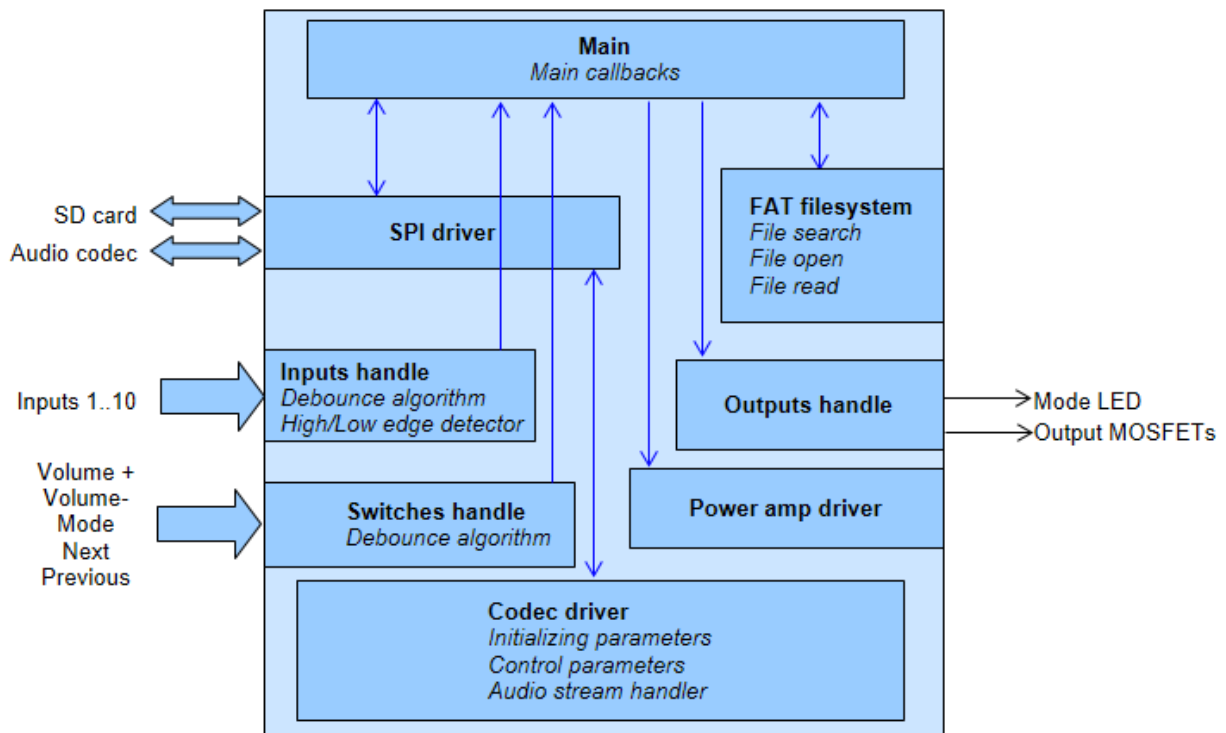 Main
Main callbacks
SD card
Audio codec
SPI driver
FAT filesystem
File search
File open
File read
Inputs 1..10
Inputs handle
Debounce algorithm
High/Low edge detector
Outputs handle
Mode LED
Output MOSFETs
Volume +
Volume-
Mode
Next
Previous
Switches handle
Debounce algorithm
Power amp driver
Codec driver
Initializing parameters
Control parameters
Audio stream handler